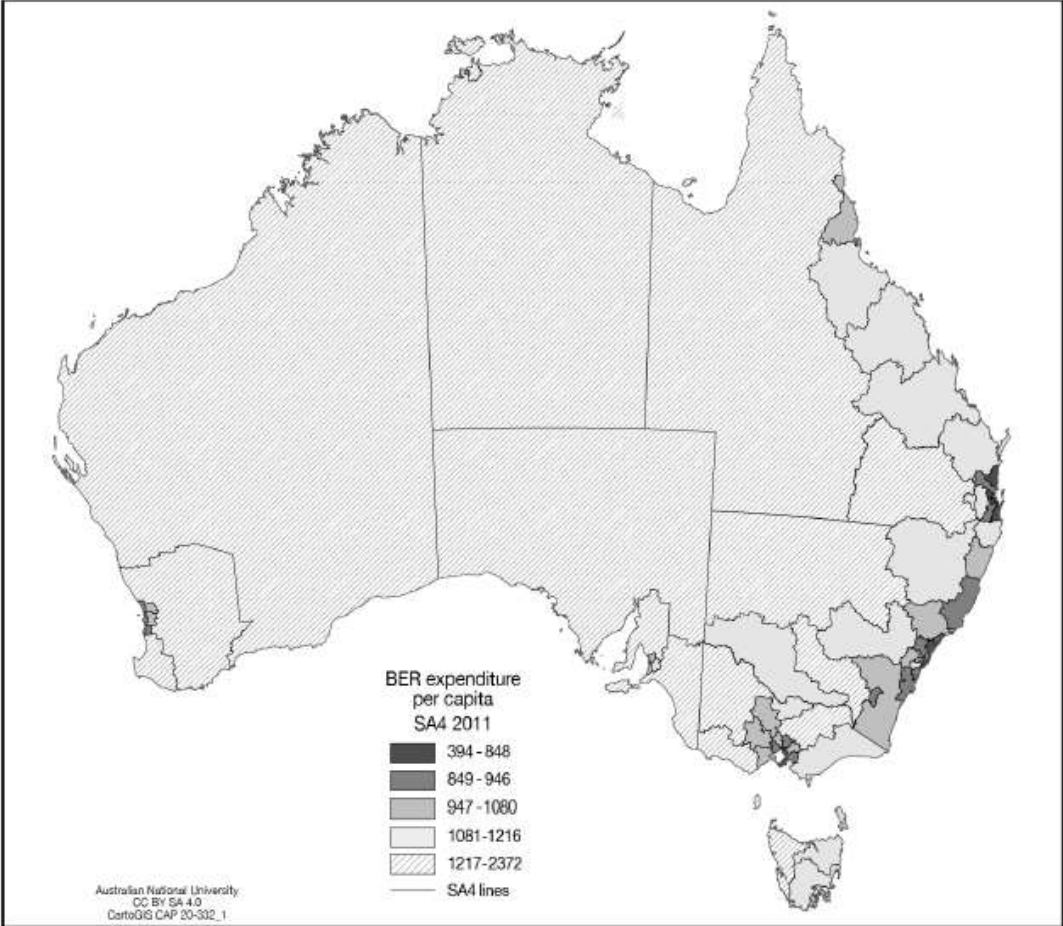 BER expenditure
per capita
SA4 2011
394 - 848
849 - 946
947 - 1080
1081-1216
1217-2372
SA4 lines
Australian National University
CC BY SA 4.0
CartoGIS CAP 20-332_1